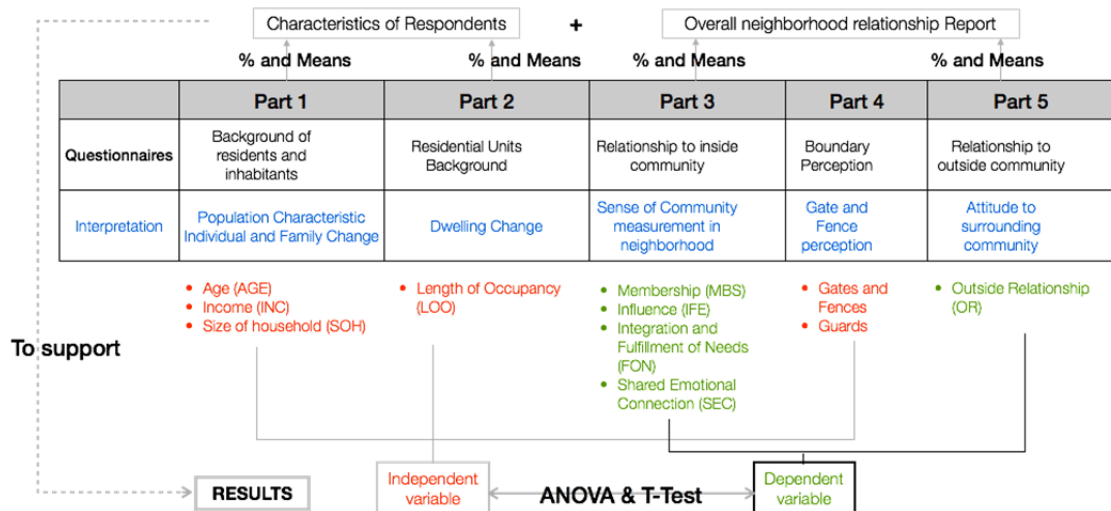 Characteristics of Respondents + Overall neighborhood relationship Report
% and Means % and Means % and Means % and Means
Part 1 Part 2 Part 3 Part 4 Part 5
Questionnaires
Background of
residents and
inhabitants
Residential Units
Background
Relationship to inside
community
Boundary
Perception
Relationship to
outside community
Interpretation
Population Characteristic
Individual and Family Change
Dwelling Change
Sense of Community
measurement in
neighborhood
Gate and
Fence
perception
Attitude to
surrounding
community
• Age (AGE)
• Income (INC)
• Size of household (SOH)
• Length of Occupancy
(LOO)
• Membership (MBS)
• Influence (IFE)
• Integration and
Fulfillment of Needs
(FON)
• Shared Emotional
Connection (SEC)
• Gates and
Fences
• Guards
• Outside Relationship
(OR)
To support
RESULTS
Independent
variable
ANOVA & T-Test
Dependent
variable